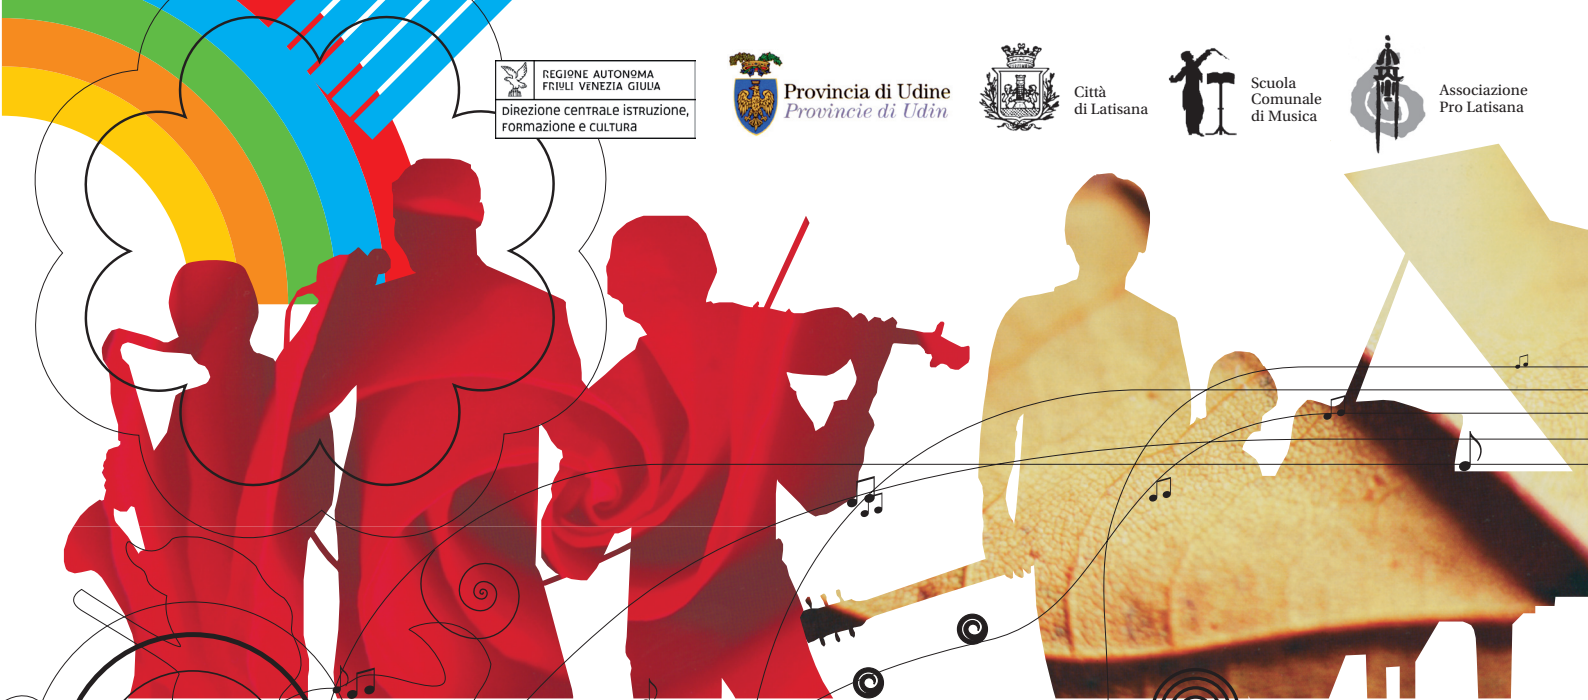 REGIONE AUTONOMA
FRIULI VENEZIA GIULIA
direzione centrale istruzione,
formazione e cultura
Provincia di Udine
Provincie di Udin
Città
di Latisana
Scuola
Comunale
di Musica
Associazione
Pro Latisana